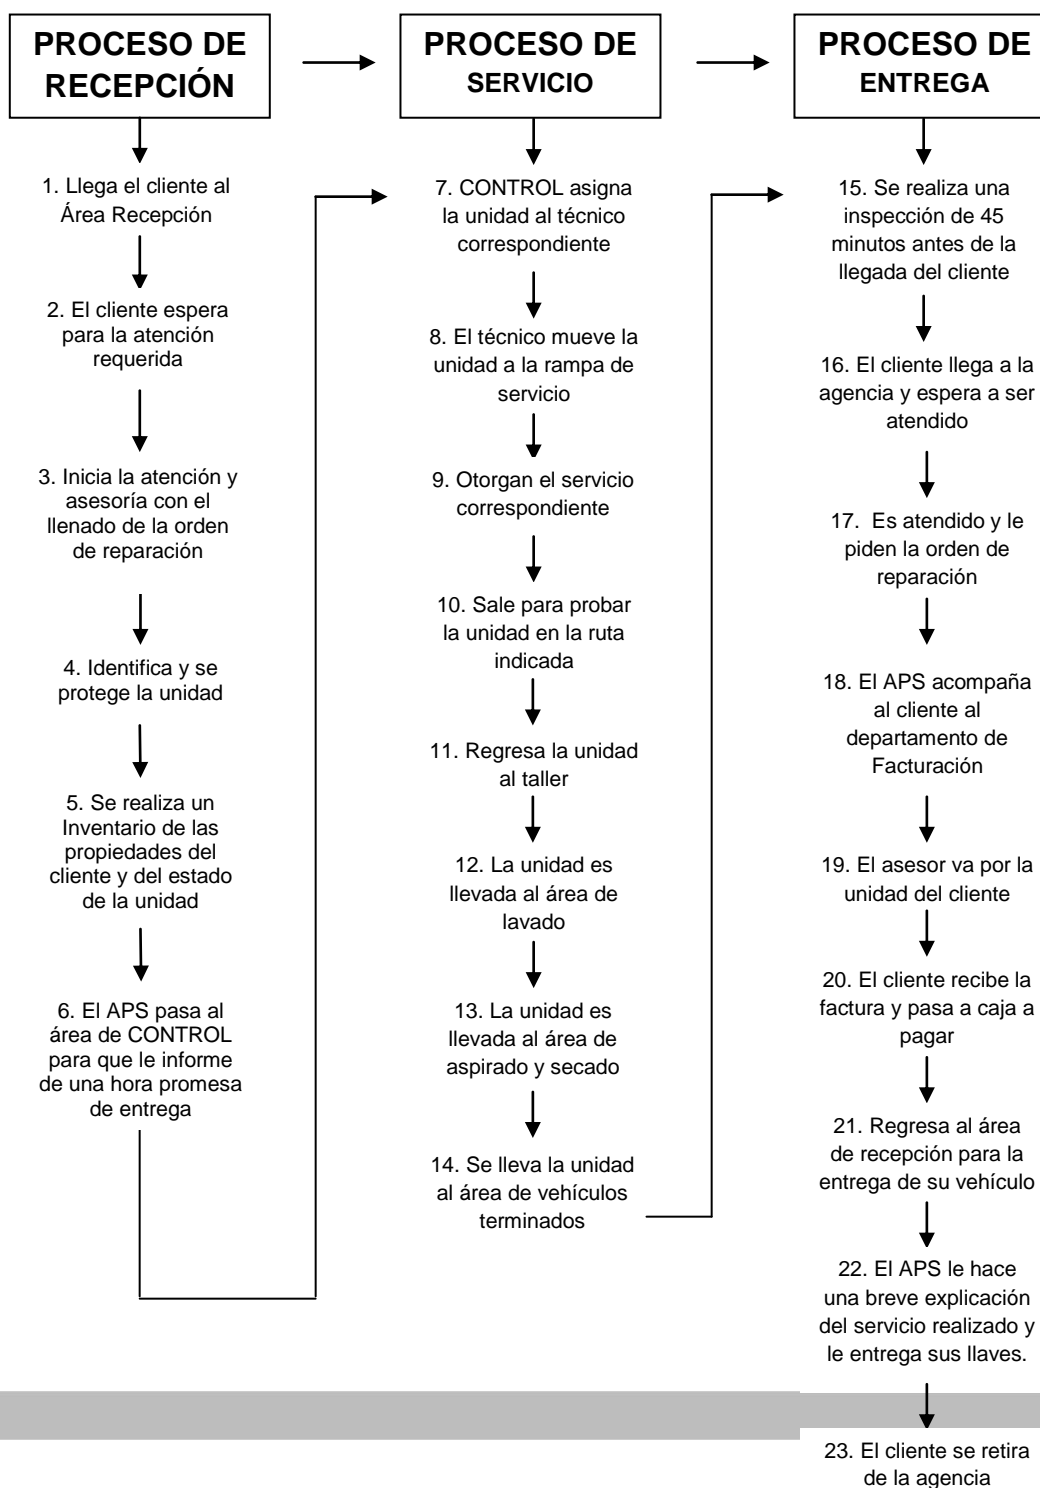 PROCESO DE
RECEPCIÓN
1. Llega el cliente al
Área Recepción
2. El cliente espera
para la atención
requerida
3. Inicia la atención y
asesoría con el
llenado de la orden
de reparación
4. Identifica y se
protege la unidad
5. Se realiza un
Inventario de las
propiedades del
cliente y del estado
de la unidad
6. El APS pasa al
área de CONTROL
para que le informe
de una hora promesa
de entrega
PROCESO DE
SERVICIO
7. CONTROL asigna
la unidad al técnico
correspondiente
8. El técnico mueve la
unidad a la rampa de
servicio
9. Otorgan el servicio
correspondiente
10. Sale para probar
la unidad en la ruta
indicada
11. Regresa la unidad
al taller
12. La unidad es
llevada al área de
lavado
13. La unidad es
llevada al área de
aspirado y secado
14. Se lleva la unidad
al área de vehículos
terminados
PROCESO DE
ENTREGA
15. Se realiza una
inspección de 45
minutos antes de la
llegada del cliente
16. El cliente llega a la
agencia y espera a ser
atendido
17. Es atendido y le
piden la orden de
reparación
18. El APS acompaña
al cliente al
departamento de
Facturación
19. El asesor va por la
unidad del cliente
20. El cliente recibe la
factura y pasa a caja a
pagar
21. Regresa al área
de recepción para la
entrega de su vehículo
22. El APS le hace
una breve explicación
del servicio realizado y
le entrega sus llaves.
23. El cliente se retira
de la agencia